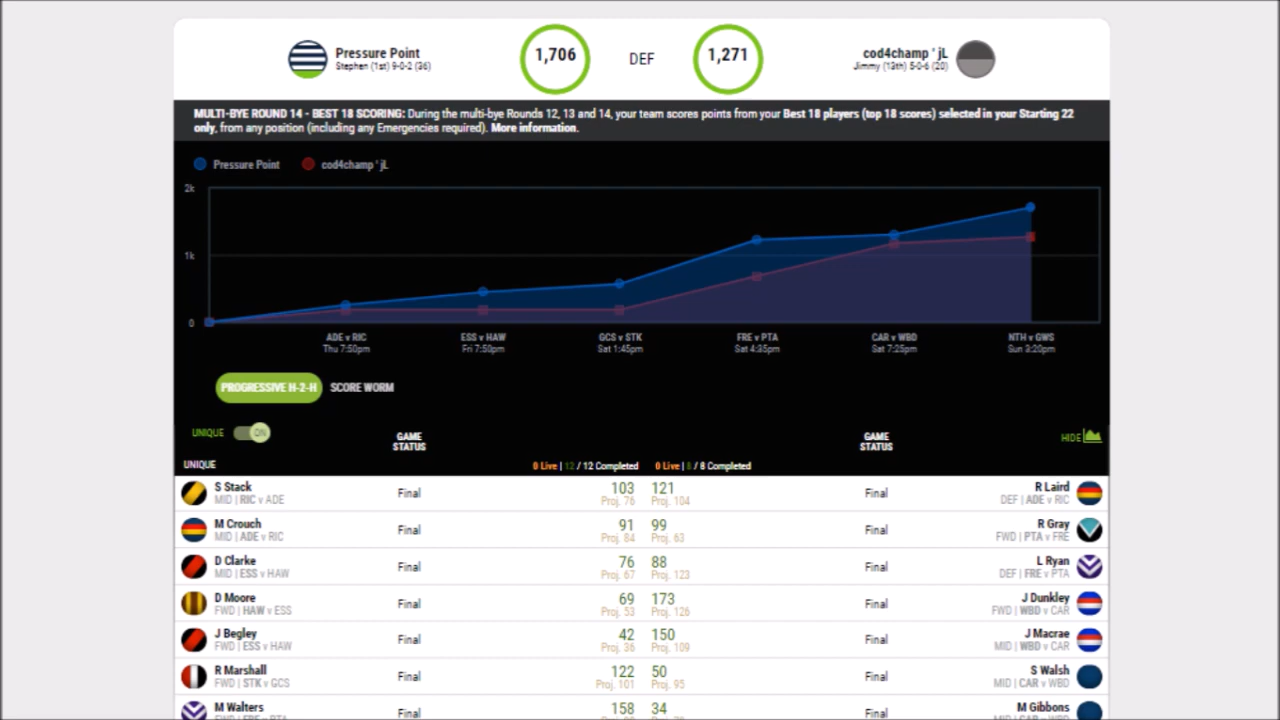 Pressure Point
Stephen (1st) 9-0-2 (36)
1,706
DEF
1,271
cod4champ ' jL
Jimmy (13th) 5-0-6 (20)
MULTI-BYE ROUND 14 - BEST 18 SCORING: During the multi-bye Rounds 12, 13 and 14, your team scores points from your Best 18 players (top 18 scores) selected in your Starting 22
only, from any position (including any Emergencies required). More information.
Pressure Point
cod4champ ' jL
2k
1k
0
ADE v RIC
Thu 7:50pm
ESS v HAW
Fri 7:50pm
GCS v STK
Sat 1:45pm
FRE v PTA
Sat 4:35pm
CAR v WBD
Sat 7:25pm
NTH v GWS
Sun 3:20pm
PROGRESSIVE H-2-H
SCORE WORM
UNIQUE
ON
GAME
STATUS
GAME
STATUS
HIDE
UNIQUE
0 Live | 12 / 12 Completed
0 Live | 8 / 8 Completed
S Stack
MID | RIC v ADE
Final
103
Proj. 76
121
Proj. 104
Final
R Laird
DEF | ADE v RIC
M Crouch
MID | ADE v RIC
Final
91
Proj. 84
99
Proj. 63
Final
R Gray
FWD | PTA v FRE
D Clarke
MID | ESS v HAW
Final
76
Proj. 67
88
Proj. 123
Final
L Ryan
DEF | FRE v PTA
D Moore
FWD | HAW v ESS
Final
69
Proj. 53
173
Proj. 126
Final
J Dunkley
FWD | WBD v CAR
J Begley
FWD | ESS v HAW
Final
42
Proj. 36
150
Proj. 109
Final
J Macrae
MID | WBD v CAR
R Marshall
FWD | STK v GCS
Final
122
Proj. 101
50
Proj. 95
Final
S Walsh
MID | CAR v WBD
M Walters
Final
158
34
Final
M Gibbons